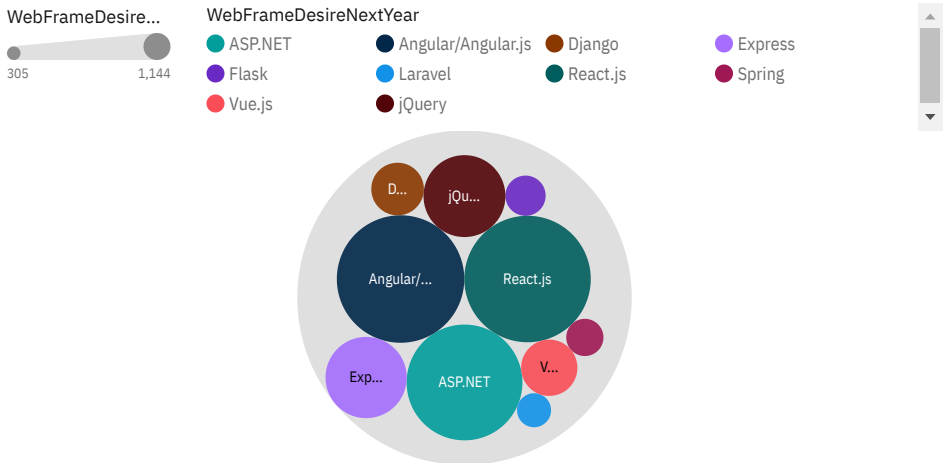 WebFrameDesire...
305
1,144
WebFrameDesireNextYear
ASP.NET
Angular/Angular.js
Django
Express
Flask
Laravel
React.js
Spring
Vue.js
jQuery
D...
jQu...
Angular/...
React.js
Exp...
ASP.NET
V...